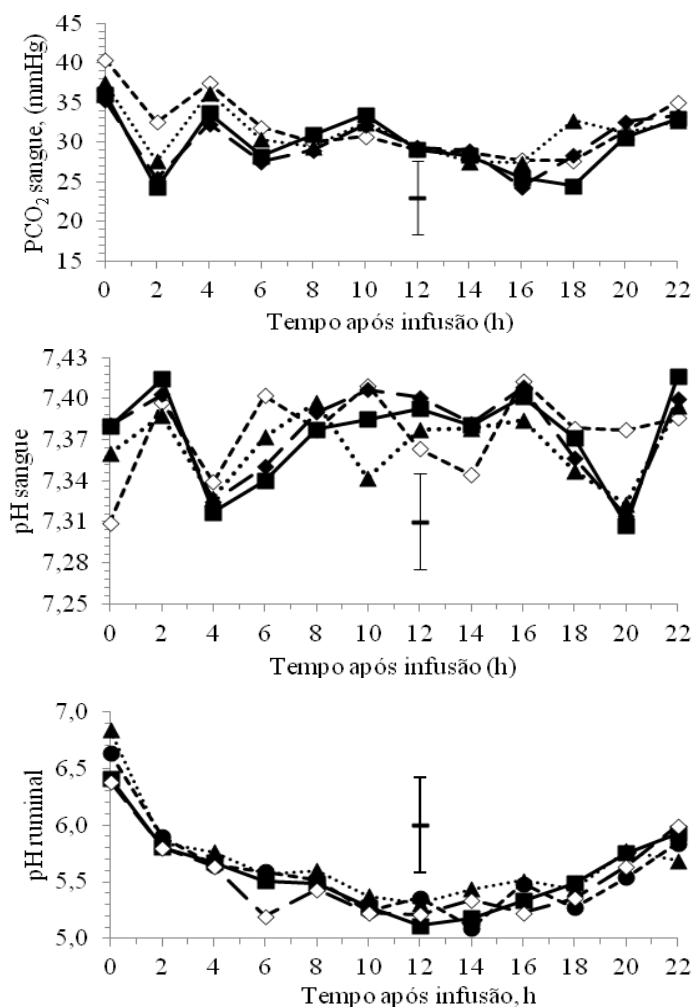 PCO₂ sangue, (mmHg)
45
40
35
30
25
20
15
0 2 4 6 8 10 12 14 16 18 20 22
Tempo após infusão (h)
pH sangue
7,43
7,40
7,37
7,34
7,31
7,28
7,25
0 2 4 6 8 10 12 14 16 18 20 22
Tempo após infusão (h)
pH ruminal
7,0
6,5
6,0
5,5
5,0
0 2 4 6 8 10 12 14 16 18 20 22
Tempo após infusão, h